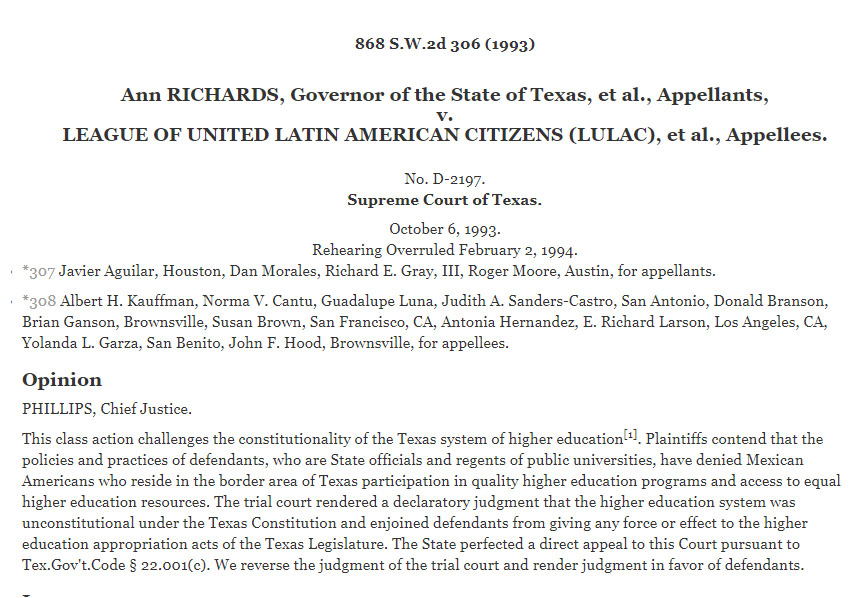 868 S.W.2d 306 (1993)
Ann RICHARDS, Governor of the State of Texas, et al., Appellants,
v.
LEAGUE OF UNITED LATIN AMERICAN CITIZENS (LULAC), et al., Appellees.
No. D-2197.
Supreme Court of Texas.
October 6, 1993.
Rehearing Overruled February 2, 1994.
*307 Javier Aguilar, Houston, Dan Morales, Richard E. Gray, III, Roger Moore, Austin, for appellants.
*308 Albert H. Kauffman, Norma V. Cantu, Guadalupe Luna, Judith A. Sanders-Castro, San Antonio, Donald Branson,
Brian Ganson, Brownsville, Susan Brown, San Francisco, CA, Antonia Hernandez, E. Richard Larson, Los Angeles, CA,
Yolanda L. Garza, San Benito, John F. Hood, Brownsville, for appellees.
Opinion
PHILLIPS, Chief Justice.
This class action challenges the constitutionality of the Texas system of higher education[1]. Plaintiffs contend that the
policies and practices of defendants, who are State officials and regents of public universities, have denied Mexican
Americans who reside in the border area of Texas participation in quality higher education programs and access to equal
higher education resources. The trial court rendered a declaratory judgment that the higher education system was
unconstitutional under the Texas Constitution and enjoined defendants from giving any force or effect to the higher
education appropriation acts of the Texas Legislature. The State perfected a direct appeal to this Court pursuant to
Tex.Gov't.Code § 22.001(c). We reverse the judgment of the trial court and render judgment in favor of defendants.